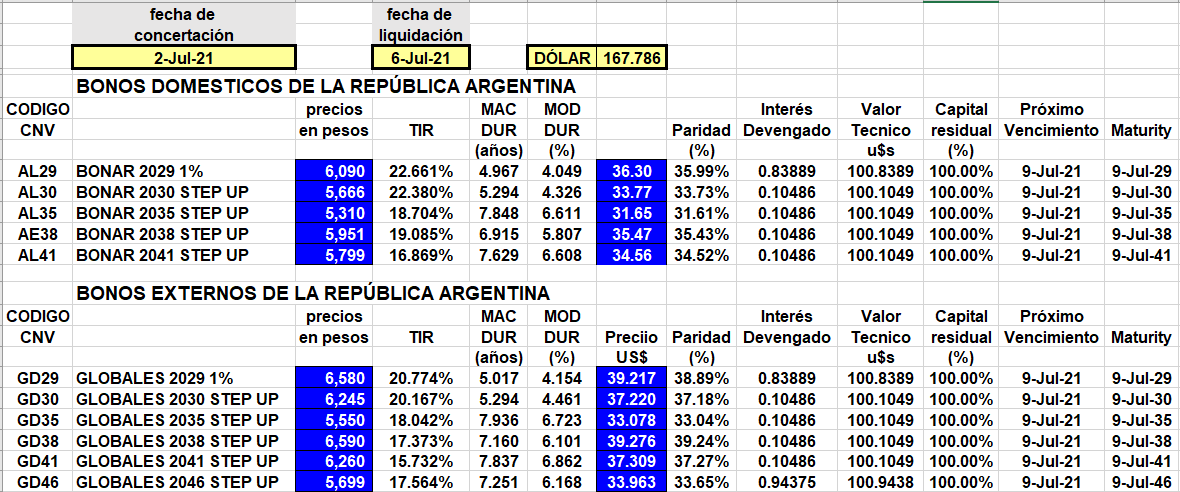 fecha de fecha de
concertación liquidación
2-Jul-21 6-Jul-21 DÓLAR 167.786
BONOS DOMESTICOS DE LA REPÚBLICA ARGENTINA
CODIGO precios MAC MOD Interés Valor Capital Próximo
CNV en pesos TIR DUR DUR Paridad Devengado Tecnico residual Vencimiento Maturity
(años) (%) (%) u$s (%)
AL29 BONAR 2029 1% 6,090 22.661% 4.967 4.049 36.30 35.99% 0.83889 100.8389 100.00% 9-Jul-21 9-Jul-29
AL30 BONAR 2030 STEP UP 5,666 22.380% 5.294 4.326 33.77 33.73% 0.10486 100.1049 100.00% 9-Jul-21 9-Jul-30
AL35 BONAR 2035 STEP UP 5,310 18.704% 7.848 6.611 31.65 31.61% 0.10486 100.1049 100.00% 9-Jul-21 9-Jul-35
AE38 BONAR 2038 STEP UP 5,951 19.085% 6.915 5.807 35.47 35.43% 0.10486 100.1049 100.00% 9-Jul-21 9-Jul-38
AL41 BONAR 2041 STEP UP 5,799 16.869% 7.629 6.608 34.56 34.52% 0.10486 100.1049 100.00% 9-Jul-21 9-Jul-41
BONOS EXTERNOS DE LA REPÚBLICA ARGENTINA
CODIGO precios MAC MOD Interés Valor Capital Próximo
CNV en pesos TIR DUR DUR Preciio Paridad Devengado Tecnico residual Vencimiento Maturity
(años) (%) US$ (%) u$s (%)
GD29 GLOBALES 2029 1% 6,580 20.774% 5.017 4.154 39.217 38.89% 0.83889 100.8389 100.00% 9-Jul-21 9-Jul-29
GD30 GLOBALES 2030 STEP UP 6,245 20.167% 5.294 4.461 37.220 37.18% 0.10486 100.1049 100.00% 9-Jul-21 9-Jul-30
GD35 GLOBALES 2035 STEP UP 5,550 18.042% 7.936 6.723 33.078 33.04% 0.10486 100.1049 100.00% 9-Jul-21 9-Jul-35
GD38 GLOBALES 2038 STEP UP 6,590 17.373% 7.160 6.101 39.276 39.24% 0.10486 100.1049 100.00% 9-Jul-21 9-Jul-38
GD41 GLOBALES 2041 STEP UP 6,260 15.732% 7.837 6.862 37.309 37.27% 0.10486 100.1049 100.00% 9-Jul-21 9-Jul-41
GD46 GLOBALES 2046 STEP UP 5,699 17.564% 7.251 6.168 33.963 33.65% 0.94375 100.9438 100.00% 9-Jul-21 9-Jul-46